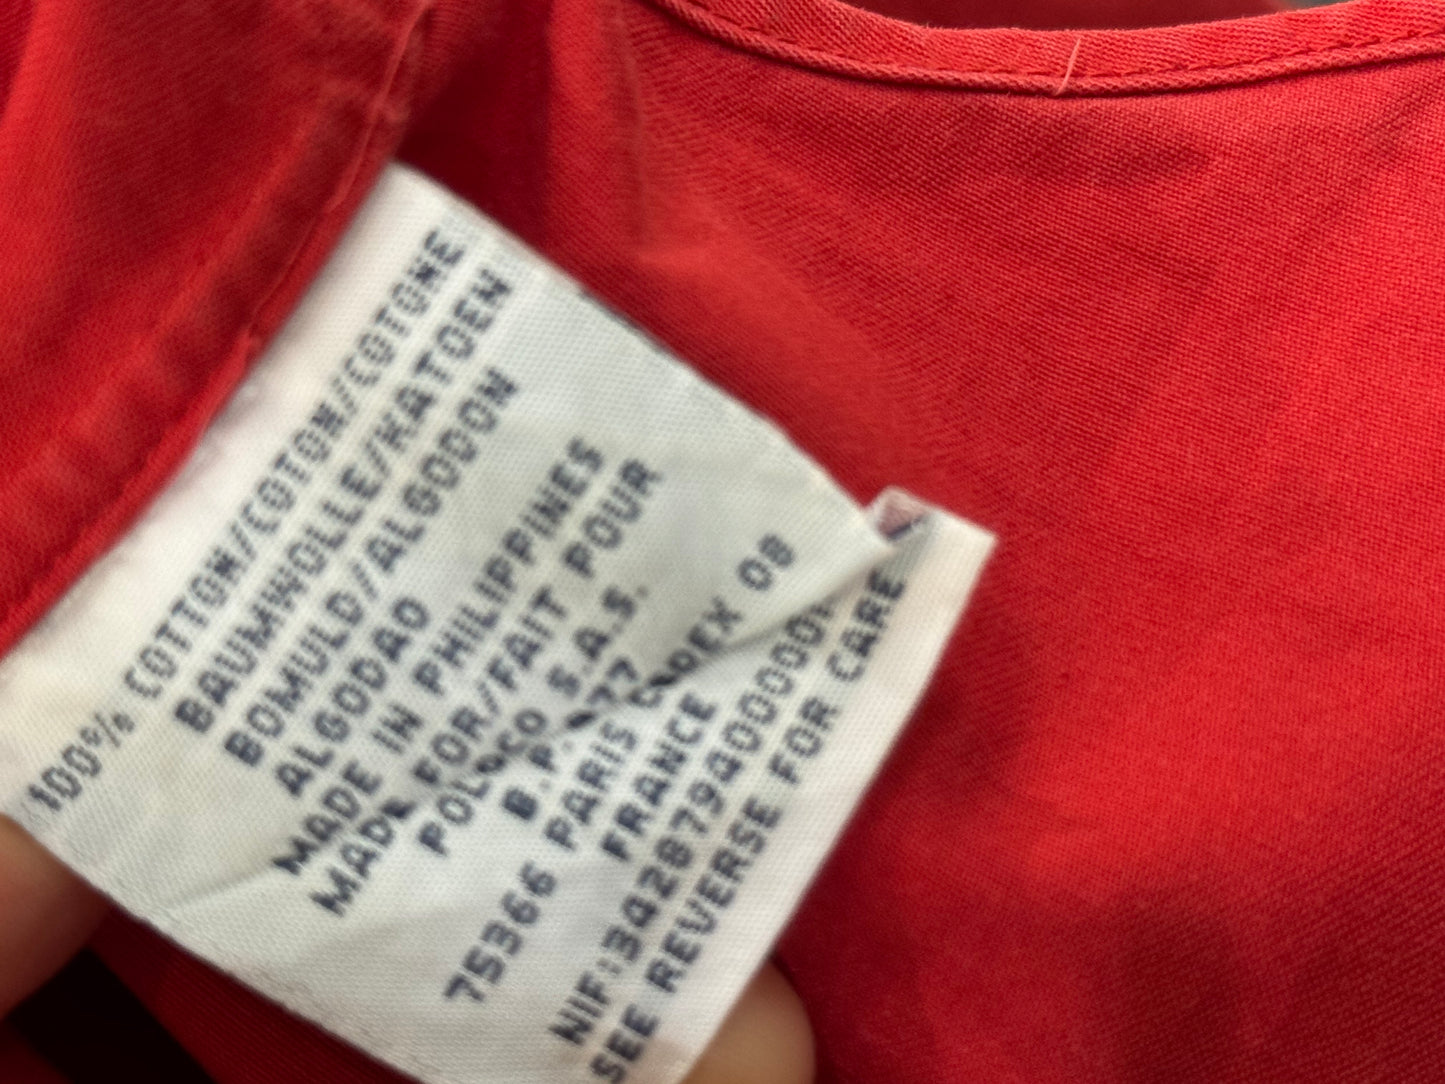 100% COTTON/COTON/COTONE
BAUMWOLLE/KATOEN
BOMULD/ALGODON
ALGODAO
MADE IN PHILIPPINES
MADE FOR/FAIT POUR
POLOCO S.A.S.
B.P. 277
75366 PARIS CEDEX 08
FRANCE
SEE REVERSE FOR CARE